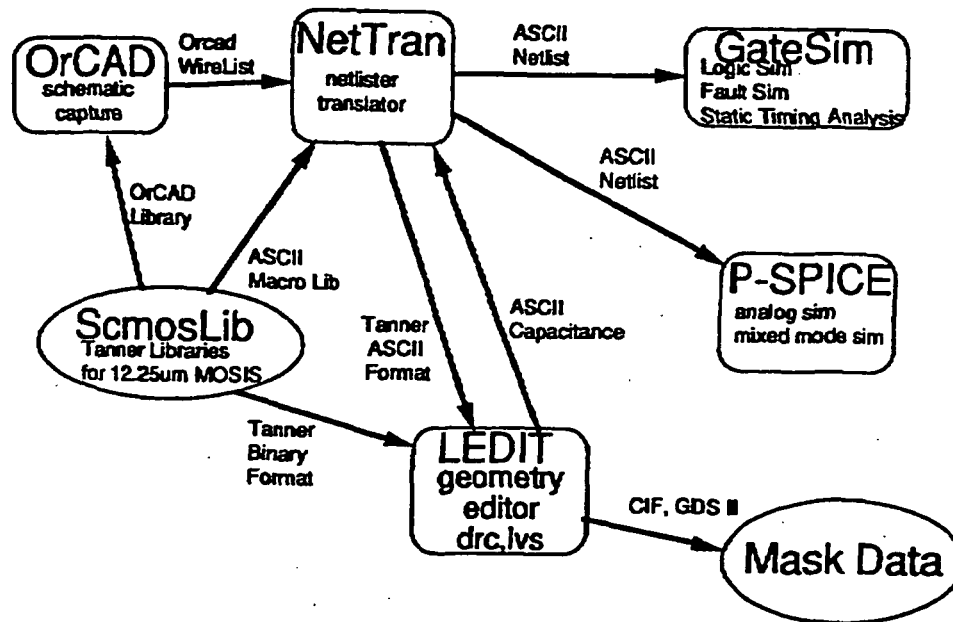 OrCAD
schematic
capture
Orcad
WireList
NetTran
netlister
translator
ASCII
Netlist
GateSim
Logic Sim
Fault Sim
Static Timing Analysis
ASCII
Netlist
OrCAD
Library
ASCII
Macro Lib
P-SPICE
analog sim
mixed mode sim
ScmosLib
Tanner Libraries
for 12.25um MOSIS
Tanner
ASCII
Format
ASCII
Capacitance
Tanner
Binary
Format
LEDIT
geometry
editor
drc,lvs
CIF, GDS II
Mask Data